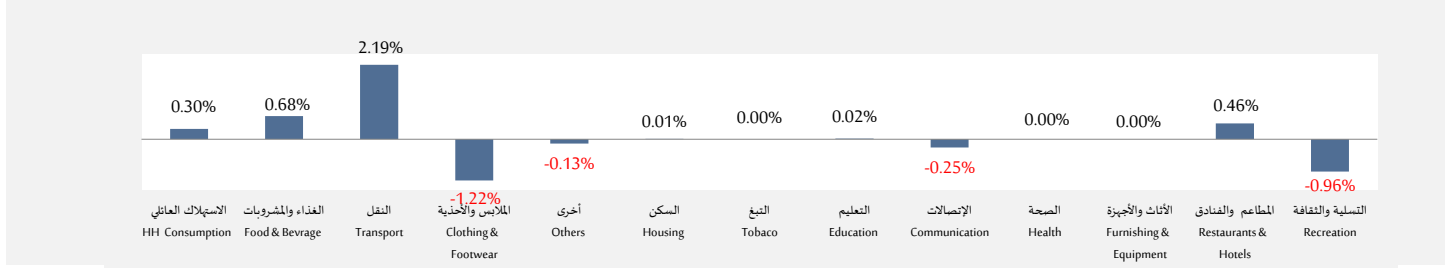 2.19%
0.30%
0.68%
0.01%
0.00%
0.02%
0.00%
0.00%
0.46%
-1.22%
-0.13%
-0.25%
-0.96%
الاستهلاك العائلي
HH Consumption
الغذاء والمشروبات
Food & Bevrage
النقل
Transport
الملابس والأحذية
Clothing &
Footwear
أخرى
Others
السكن
Housing
التبغ
Tobaco
التعليم
Education
الإتصالات
Communication
الصحة
Health
الأثاث والأجهزة
Furnishing &
Equipment
المطاعم والفنادق
Restaurants &
Hotels
التسلية والثقافة
Recreation